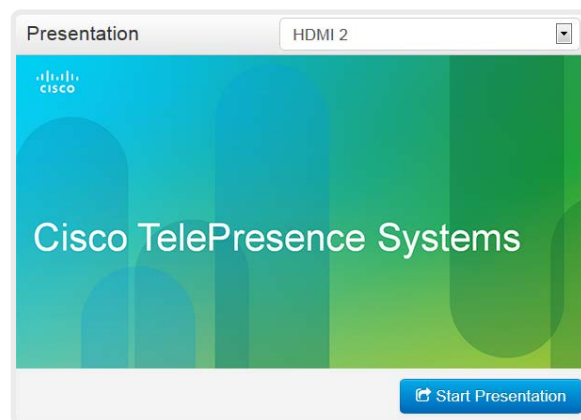 Presentation
HDMI 2
CISCO
Cisco TelePresence Systems
Start Presentation